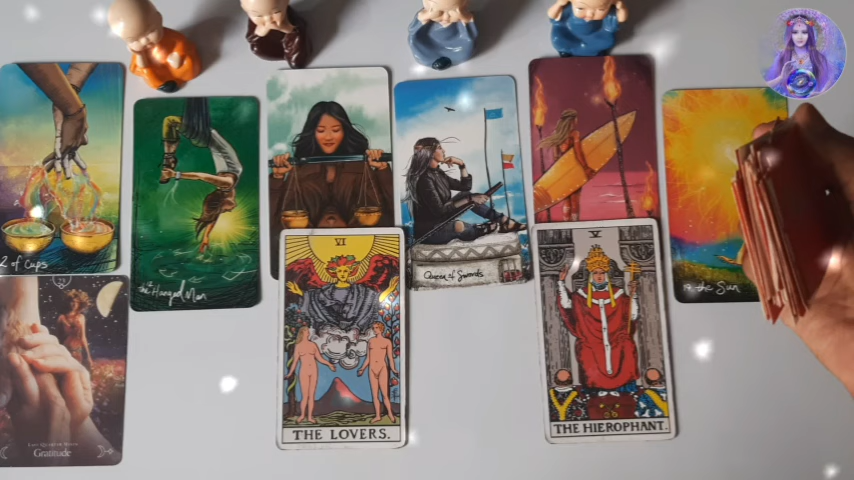 2 of Cups
the Hanged Man
Queen of Swords
the Sun
VI
THE LOVERS.
V
THE HIEROPHANT.
Gratitude